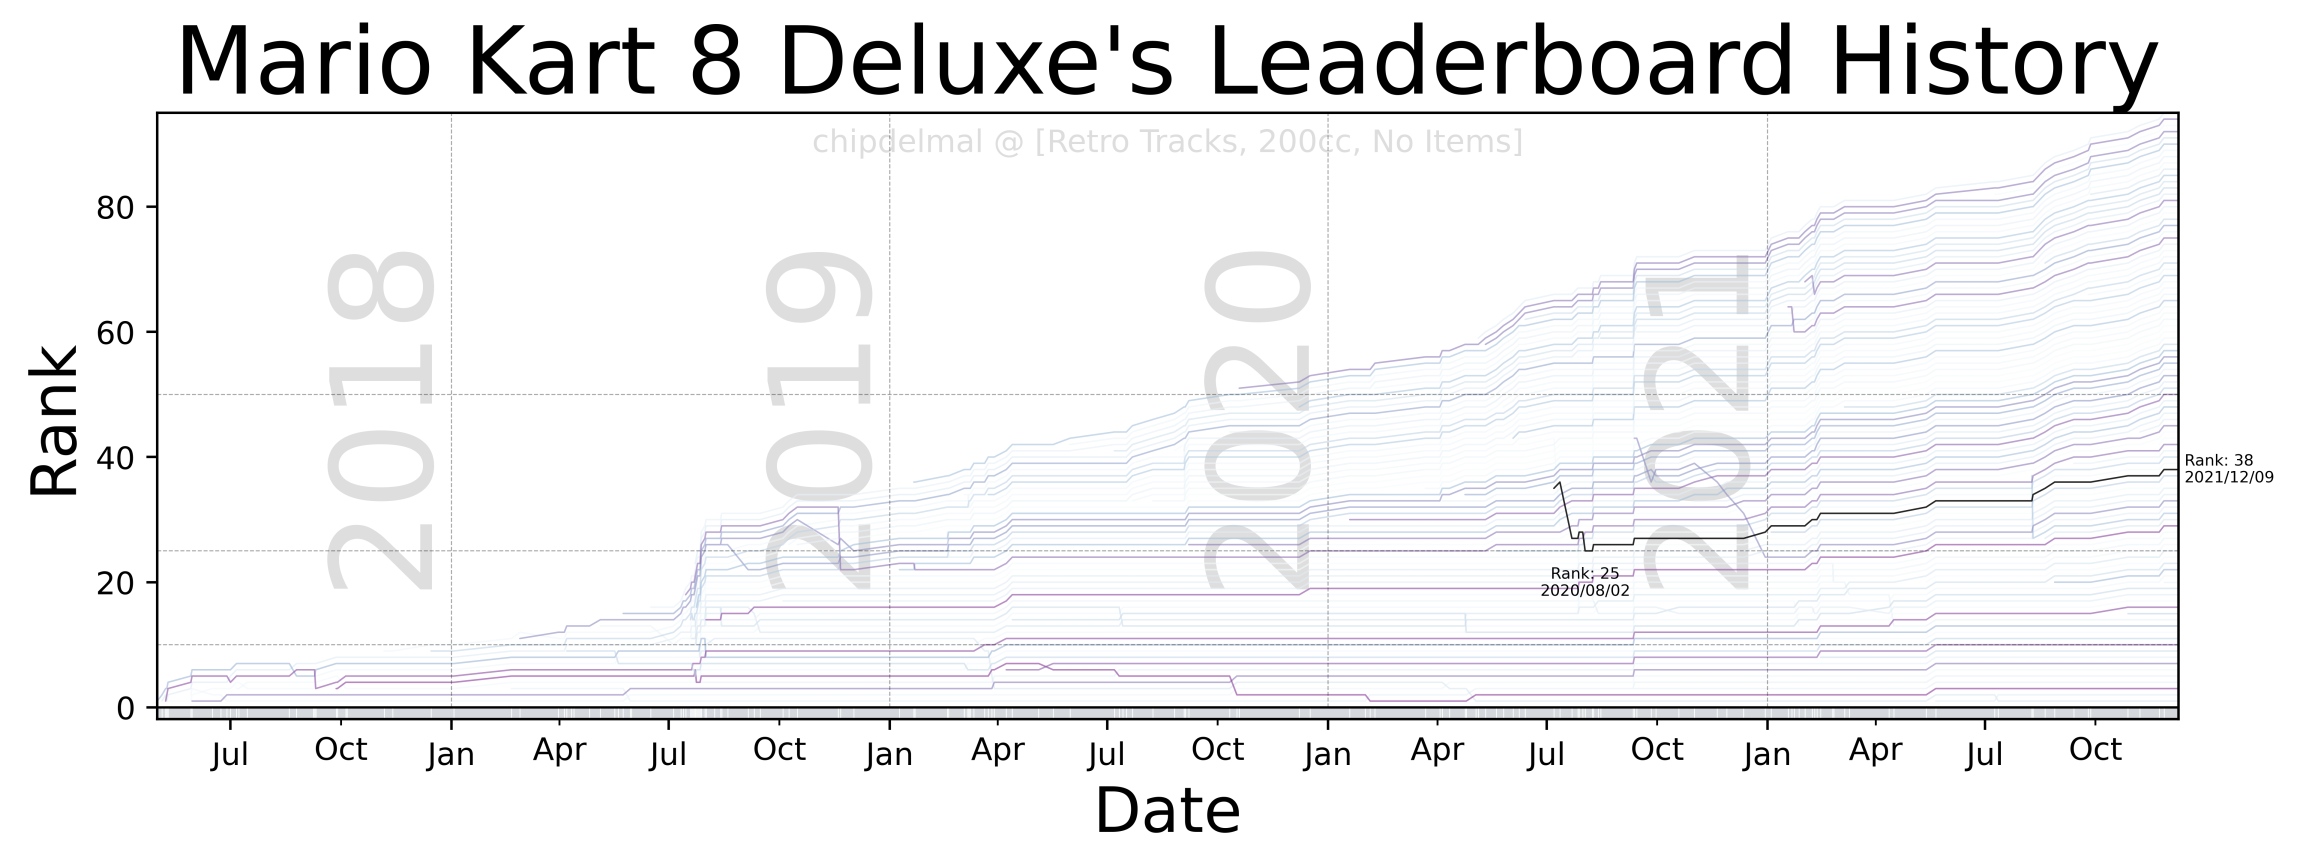 Mario Kart 8 Deluxe's Leaderboard History
chipdelmal @ [Retro Tracks, 200cc, No Items]
Rank
80
60
40
20
0
2018
2019
2020
2021
Rank: 38
2021/12/09
Rank: 25
2020/08/02
Jul Oct Jan Apr Jul Oct Jan Apr Jul Oct Jan Apr Jul Oct Jan Apr Jul Oct
Date